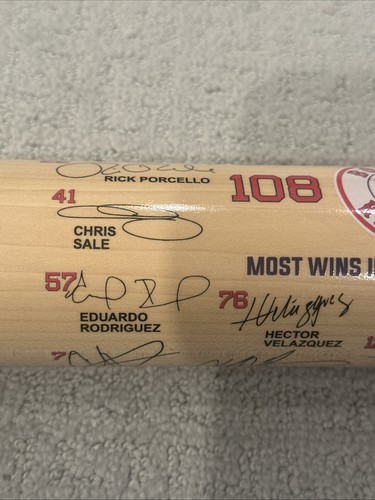 RICK PORCELLO
108
41
CHRIS
SALE
MOST WINS
57
EDUARDO
RODRIGUEZ
76
HECTOR
VELAZQUEZ